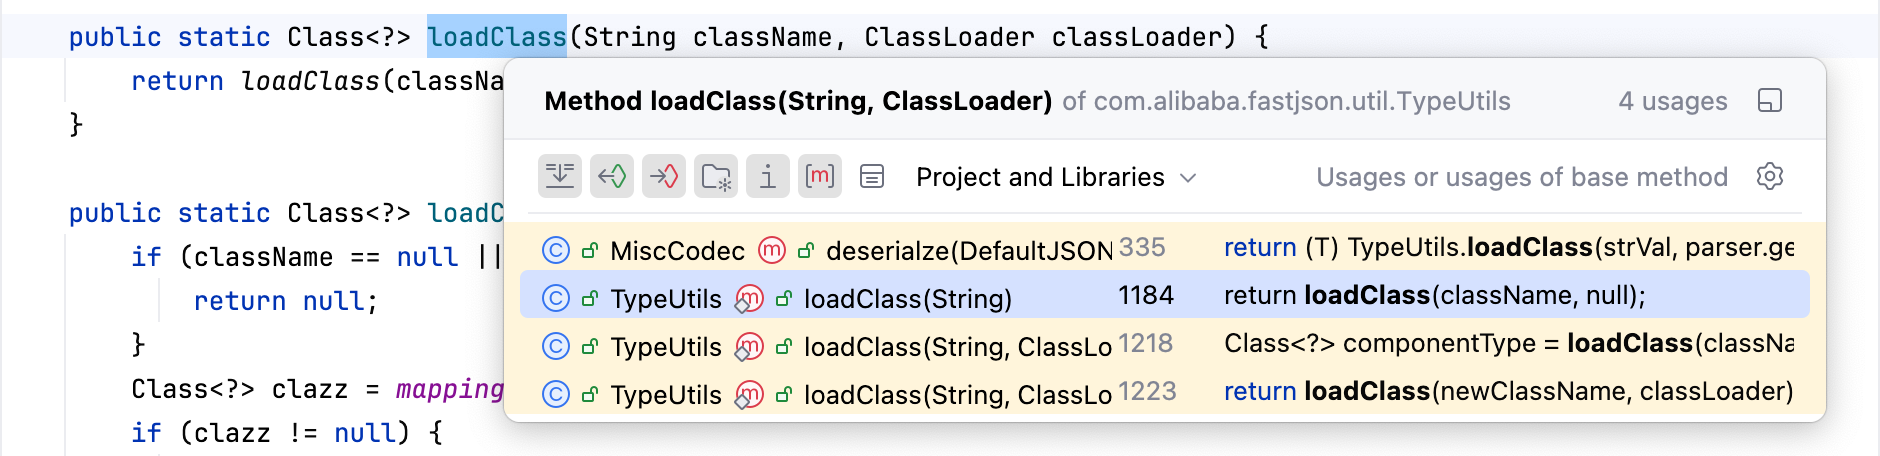 public static Class<?> loadClass(String className, ClassLoader classLoader) {
return loadClass(classNa
}
Method loadClass(String, ClassLoader) of com.alibaba.fastjson.util.TypeUtils 4 usages
Project and Libraries Usages or usages of base method
public static Class<?> loadC
if (className == null ||
return null;
}
Class<?> clazz = mapping
if (clazz != null) {
MiscCodec deserialze(DefaultJSON 335 return (T) TypeUtils.loadClass(strVal, parser.ge
TypeUtils loadClass(String) 1184 return loadClass(className, null);
TypeUtils loadClass(String, ClassLo 1218 Class<?> componentType = loadClass(classNa
TypeUtils loadClass(String, ClassLo 1223 return loadClass(newClassName, classLoader)